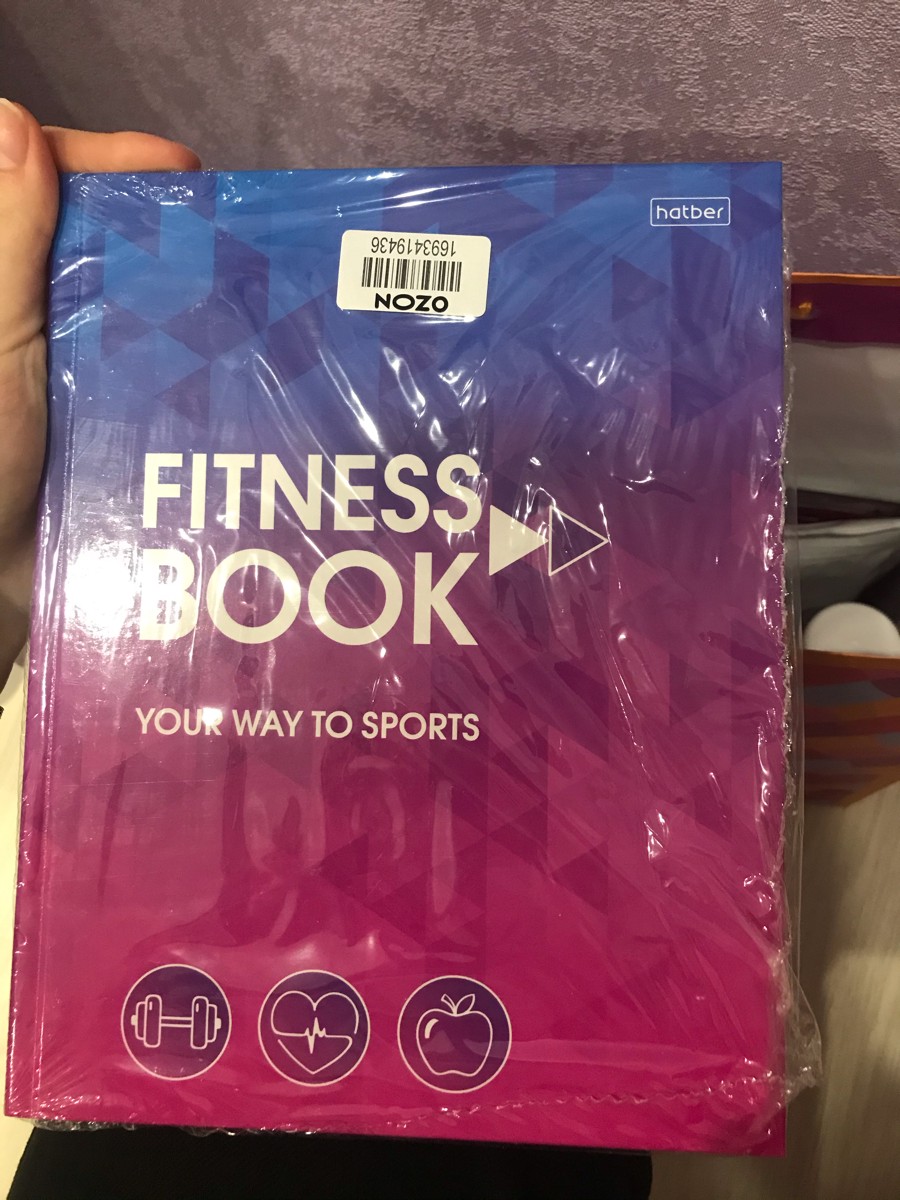 hatber
1693419436
OZON
FITNESS
BOOK
YOUR WAY TO SPORTS